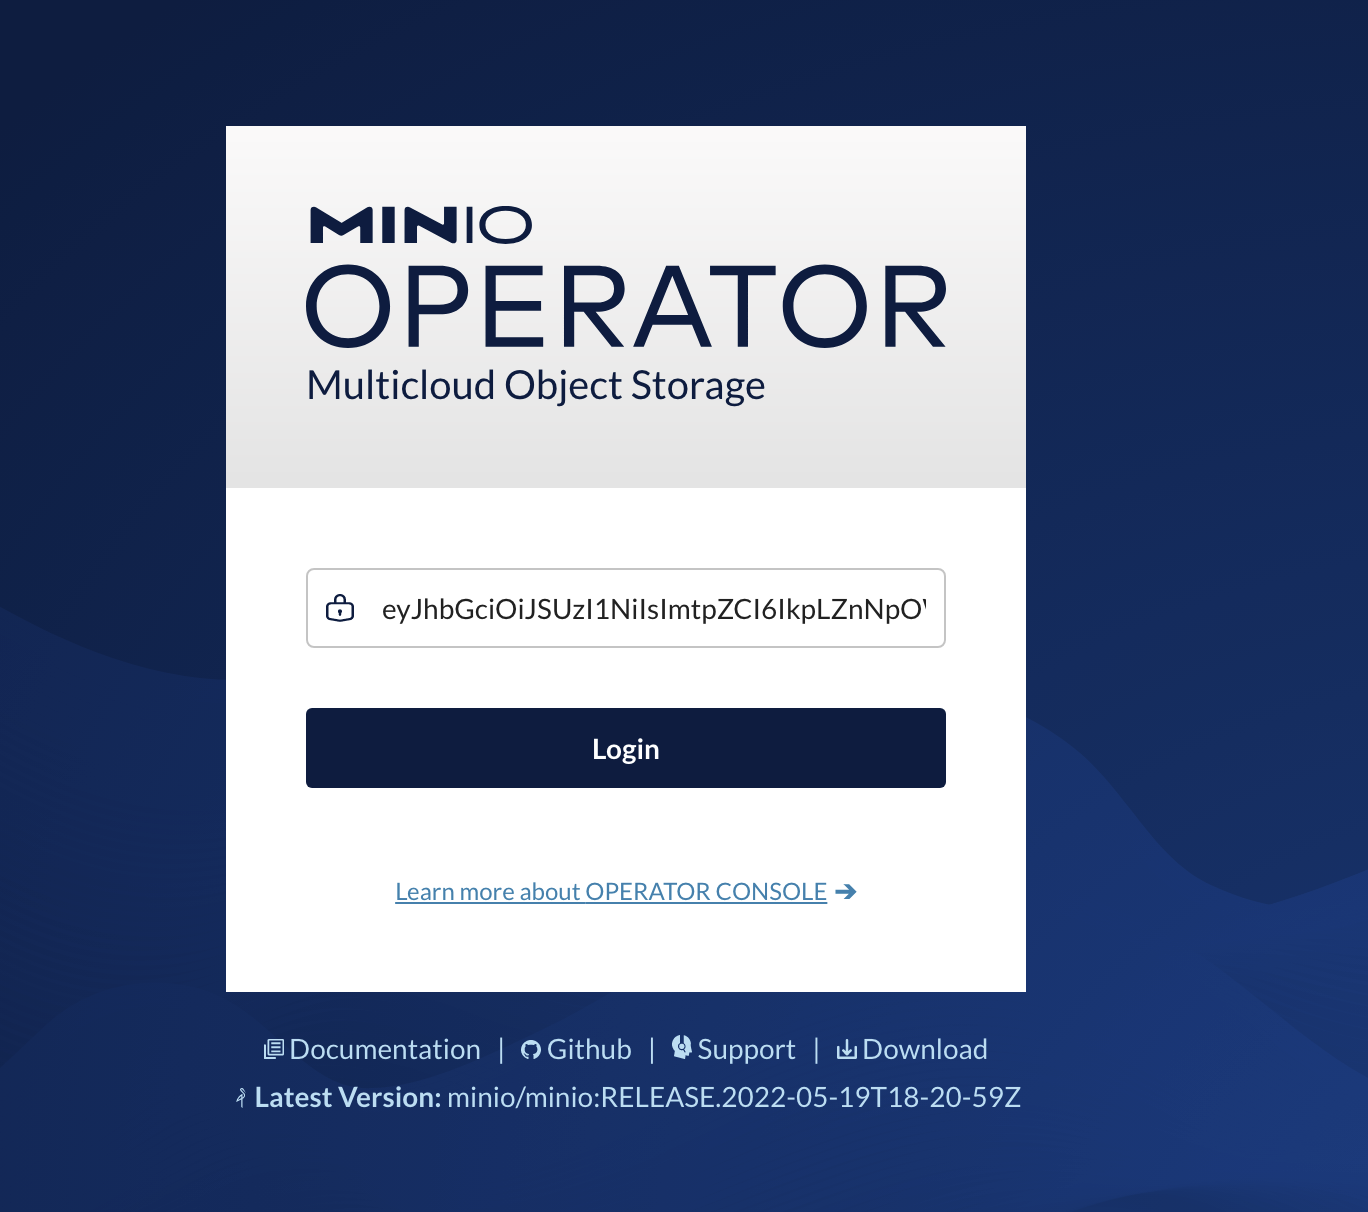 MINIO
OPERATOR
Multicloud Object Storage
eyJhbGciOiJSUzI1NiIsImtpZCI6IkpLZnNpO
Login
Learn more about OPERATOR CONSOLE ➔
Documentation | Github | Support | Download
Latest Version: minio/minio:RELEASE.2022-05-19T18-20-59Z